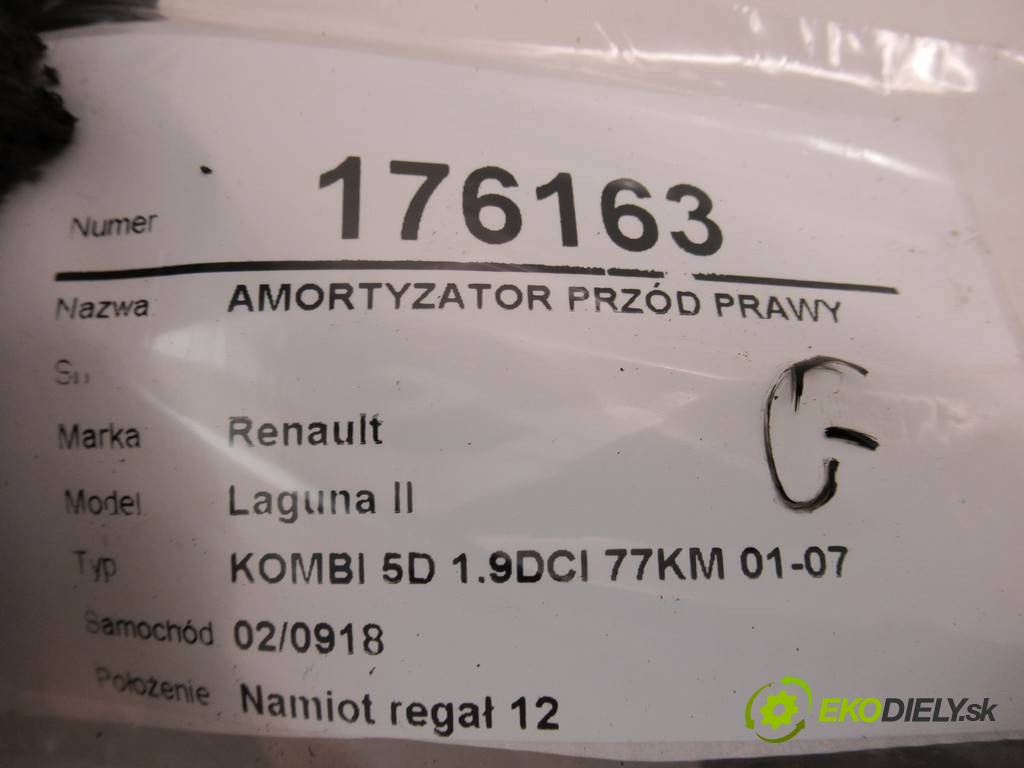 Numer 176163
Nazwa AMORTYZATOR PRZÓD PRAWY
G
Marka Renault
Model Laguna II
Typ KOMBI 5D 1.9DCI 77KM 01-07
Samochód 02/0918
Położenie Namiot regał 12
EKODIELY.sk